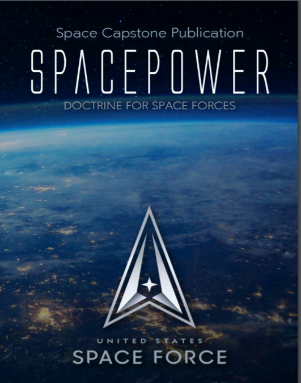 Space Capstone Publication
SPACEPOWER
DOCTRINE FOR SPACE FORCES
UNITED STATES
SPACE FORCE